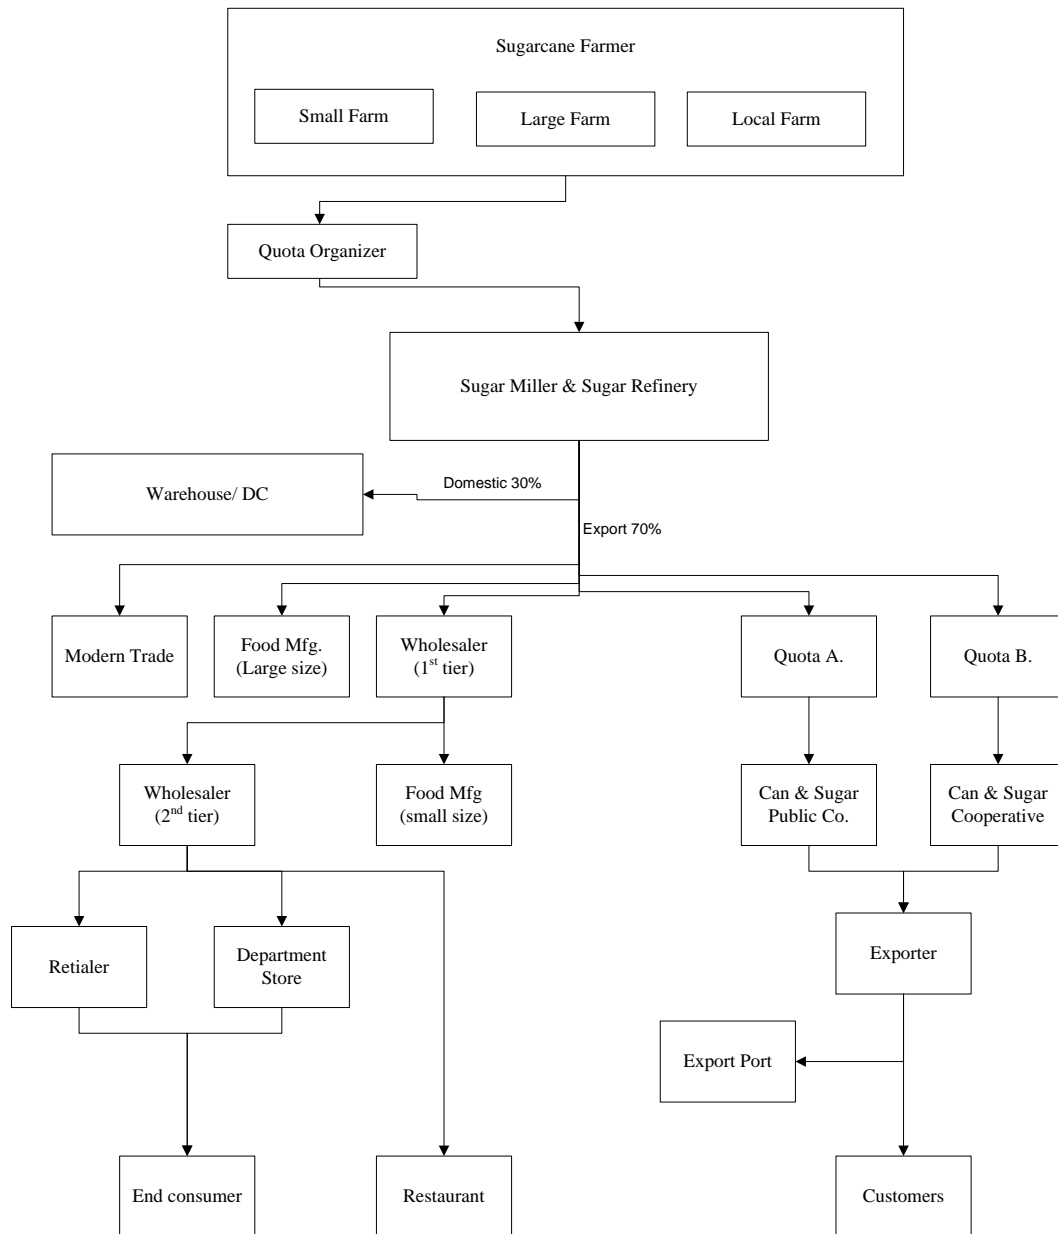 Sugarcane Farmer
Small Farm
Large Farm
Local Farm
Quota Organizer
Sugar Miller & Sugar Refinery
Warehouse/ DC
Domestic 30%
Export 70%
Modern Trade
Food Mfg.
(Large size)
Wholesaler
(1st tier)
Quota A.
Quota B.
Wholesaler
(2nd tier)
Food Mfg
(small size)
Can & Sugar
Public Co.
Can & Sugar
Cooperative
Retialer
Department
Store
Exporter
Export Port
End consumer
Restaurant
Customers